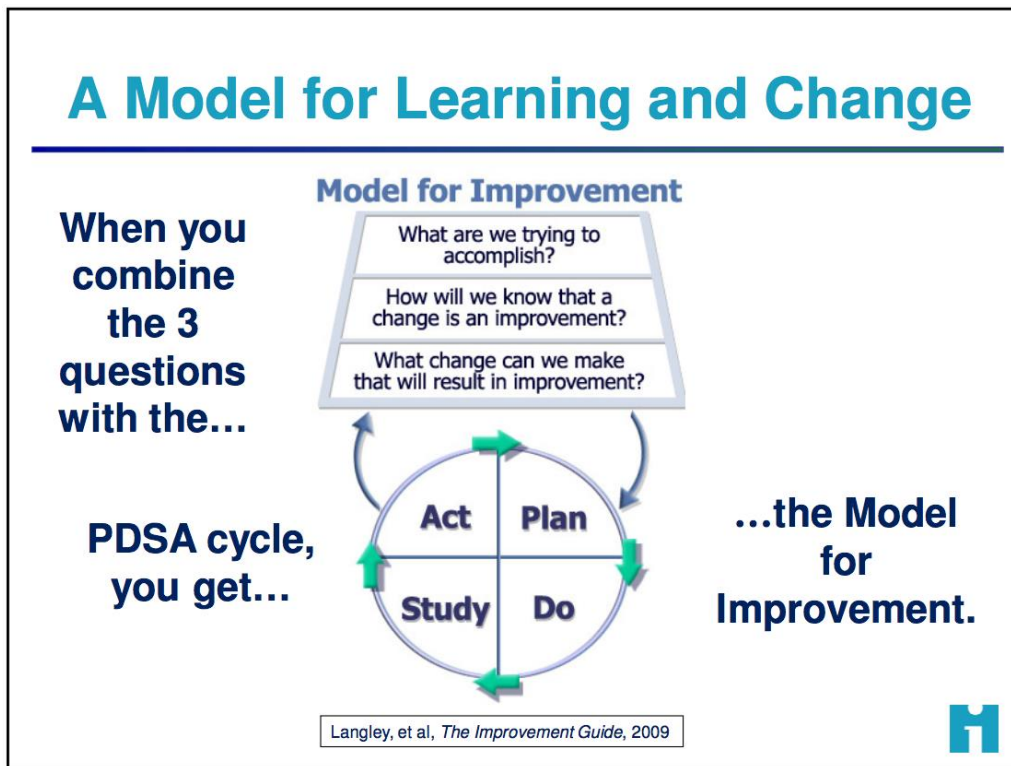 A Model for Learning and Change
Model for Improvement
When you
combine
the 3
questions
with the…
What are we trying to
accomplish?
How will we know that a
change is an improvement?
What change can we make
that will result in improvement?
Act
Plan
Study
Do
PDSA cycle,
you get…
…the Model
for
Improvement.
Langley, et al, The Improvement Guide, 2009